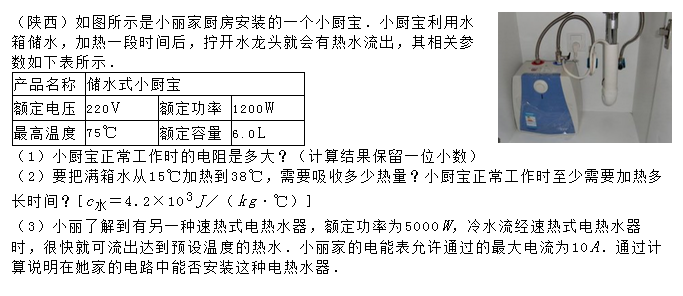 （陕西）如图所示是小丽家厨房安装的一个小厨宝．小厨宝利用水
箱储水，加热一段时间后，拧开水龙头就会有热水流出，其相关参
数如下表所示．
产品名称 储水式小厨宝
额定电压 220V 额定功率 1200W
最高温度 75℃ 额定容量 6.0L
（1）小厨宝正常工作时的电阻是多大？（计算结果保留一位小数）
（2）要把满箱水从15℃加热到38℃，需要吸收多少热量？小厨宝正常工作时至少需要加热多
长时间？[c水＝4.2×10³J／（kg·℃）]
（3）小丽了解到有另一种速热式电热水器，额定功率为5000W，冷水流经速热式电热水器
时，很快就可流出达到预设温度的热水．小丽家的电能表允许通过的最大电流为10A．通过计
算说明在她家的电路中能否安装这种电热水器．